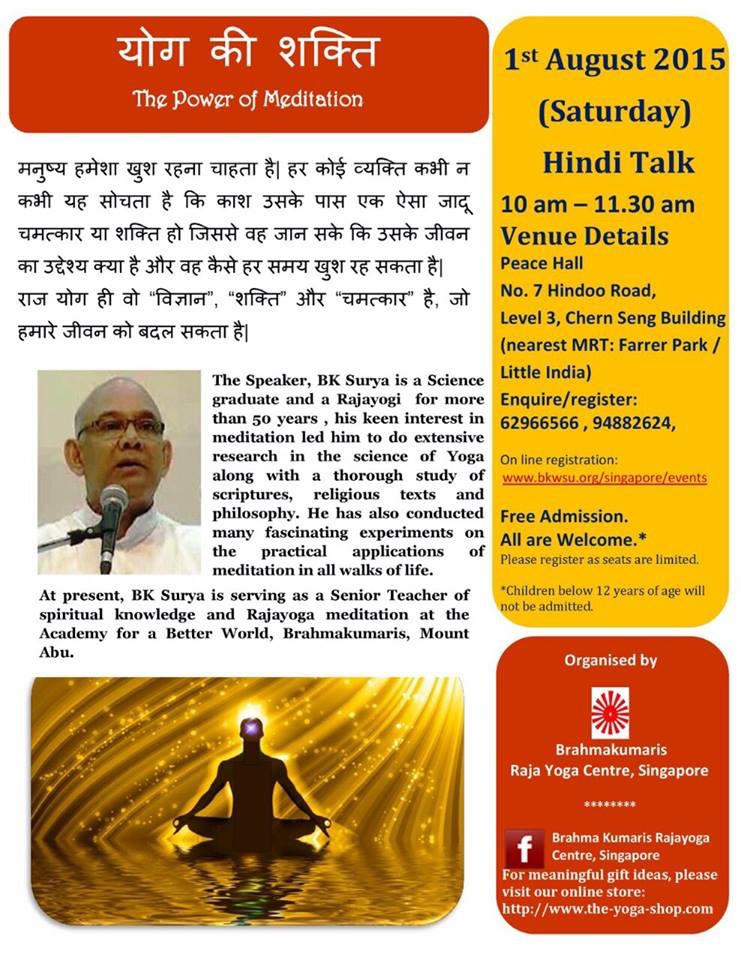 योग की शक्ति
The Power of Meditation
मनुष्य हमेशा खुश रहना चाहता है| हर कोई व्यक्ति कभी न
कभी यह सोचता है कि काश उसके पास एक ऐसा जादू
चमत्कार या शक्ति हो जिससे वह जान सके कि उसके जीवन
का उद्देश्य क्या है और वह कैसे हर समय खुश रह सकता है|
राज योग ही वो “विज्ञान”, “शक्ति” और “चमत्कार” है, जो
हमारे जीवन को बदल सकता है|
The Speaker, BK Surya is a Science
graduate and a Rajayogi for more
than 50 years , his keen interest in
meditation led him to do extensive
research in the science of Yoga
along with a thorough study of
scriptures, religious texts and
philosophy. He has also conducted
many fascinating experiments on
the practical applications of
meditation in all walks of life.
At present, BK Surya is serving as a Senior Teacher of
spiritual knowledge and Rajayoga meditation at the
Academy for a Better World, Brahmakumaris, Mount
Abu.
1st August 2015
(Saturday)
Hindi Talk
10 am – 11.30 am
Venue Details
Peace Hall
No. 7 Hindoo Road,
Level 3, Chern Seng Building
(nearest MRT: Farrer Park /
Little India)
Enquire/register:
62966566 , 94882624,
On line registration:
www.bkwsu.org/singapore/events
Free Admission.
All are Welcome.*
Please register as seats are limited.
*Children below 12 years of age will
not be admitted.
Organised by
Brahmakumaris
Raja Yoga Centre, Singapore
********
f
Brahma Kumaris Rajayoga
Centre, Singapore
For meaningful gift ideas, please
visit our online store:
http://www.the-yoga-shop.com